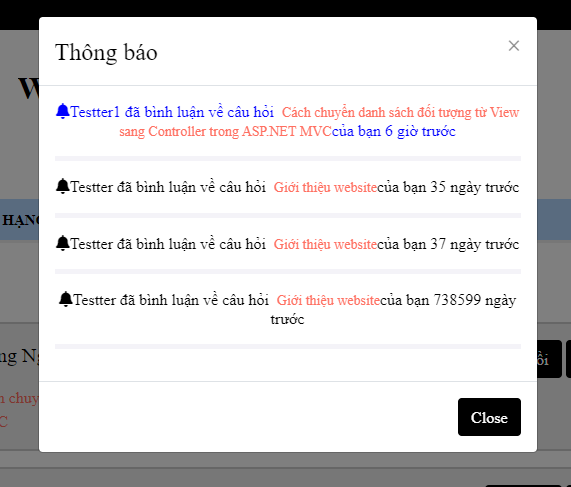 Thông báo
×
Testter1 đã bình luận về câu hỏi Cách chuyển danh sách đối tượng từ View
sang Controller trong ASP.NET MVCcủa bạn 6 giờ trước
Testter đã bình luận về câu hỏi Giới thiệu websitecủa bạn 35 ngày trước
HẠNG
Testter đã bình luận về câu hỏi Giới thiệu websitecủa bạn 37 ngày trước
Testter đã bình luận về câu hỏi Giới thiệu websitecủa bạn 738599 ngày
trước
Close